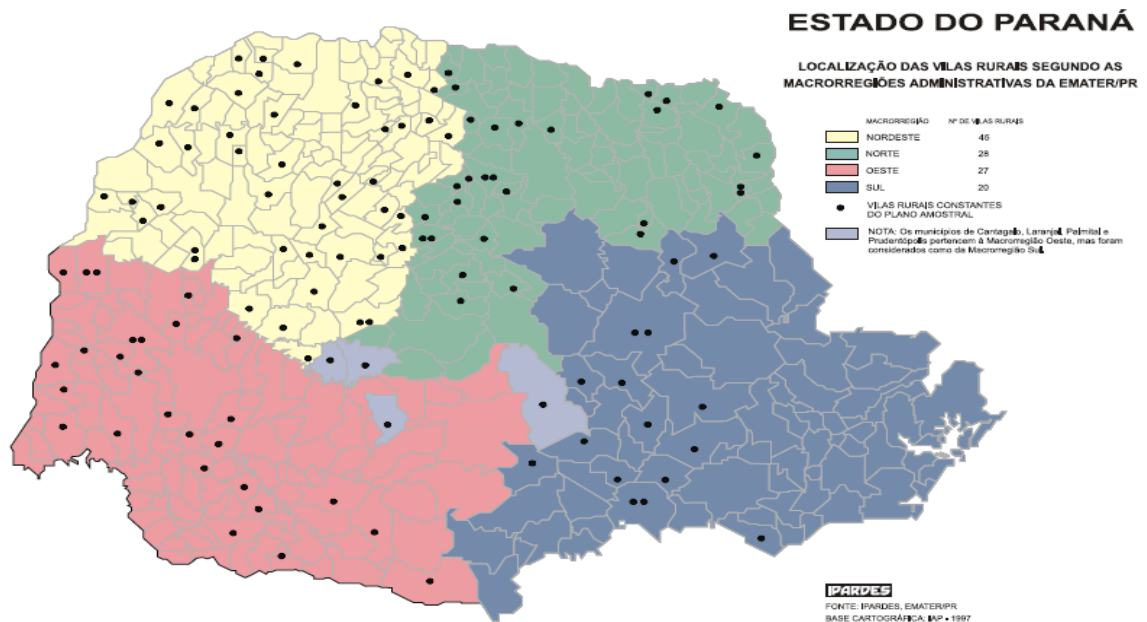 ESTADO DO PARANÁ
LOCALIZAÇÃO DAS VILAS RURAIS SEGUNDO AS
MACRORREGIÕES ADMINISTRATIVAS DA EMATER/PR
MACRORREGIÃO Nº DE VILAS RURAIS
NORDESTE 46
NORTE 28
OESTE 27
SUL 20
VILAS RURAIS CONSTANTES
DO PLANO AMOSTRAL
NOTA: Os municípios de Cantagalo, Laranjal, Palmital e
Prudentópolis pertencem à Macrorregião Oeste, mas foram
considerados como da Macrorregião Sul.
IPARDES
FONTE: IPARDES, EMATER/PR
BASE CARTOGRÁFICA: IAP • 1997